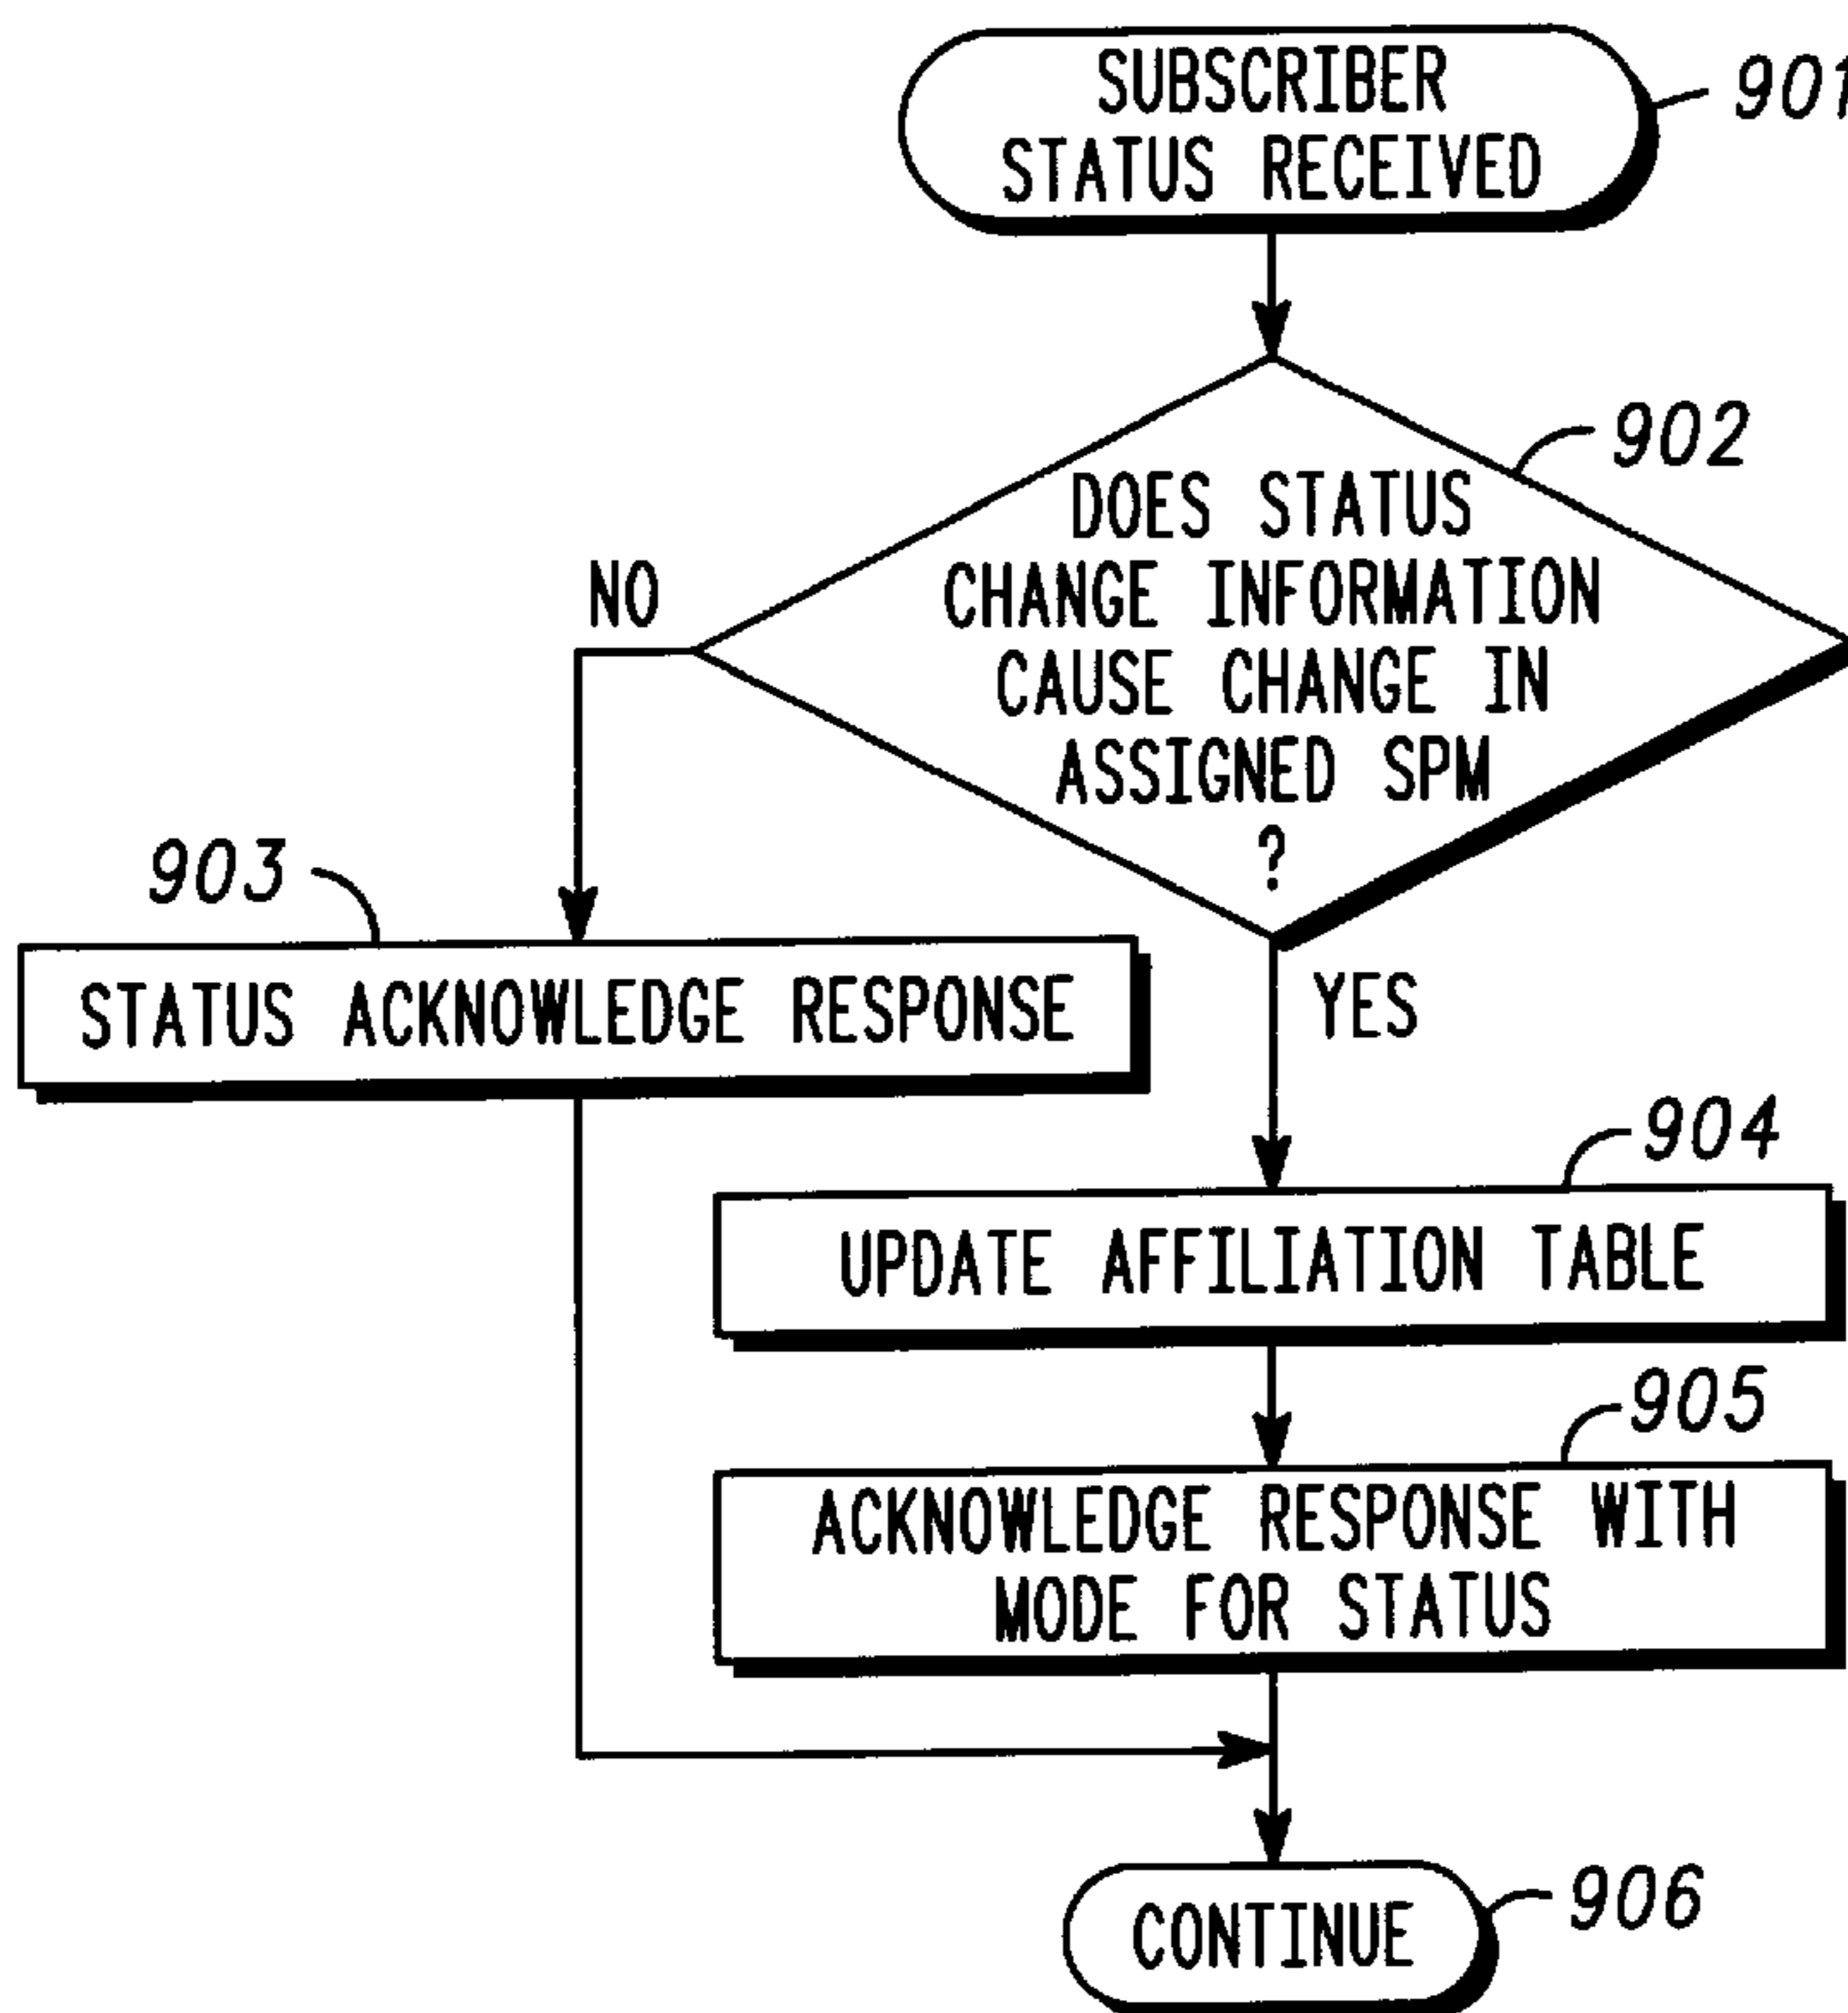 SUBSCRIBER
STATUS RECEIVED
901
902
DOES STATUS
CHANGE INFORMATION
CAUSE CHANGE IN
ASSIGNED SPM
?
NO
903
STATUS ACKNOWLEDGE RESPONSE
YES
904
UPDATE AFFILIATION TABLE
905
ACKNOWLEDGE RESPONSE WITH
MODE FOR STATUS
CONTINUE
906